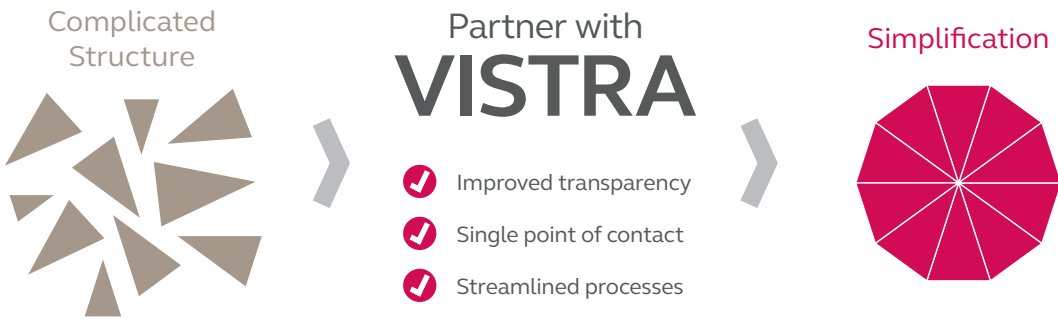 Complicated
Structure
Partner with
VISTRA
Improved transparency
Single point of contact
Streamlined processes
Simplification